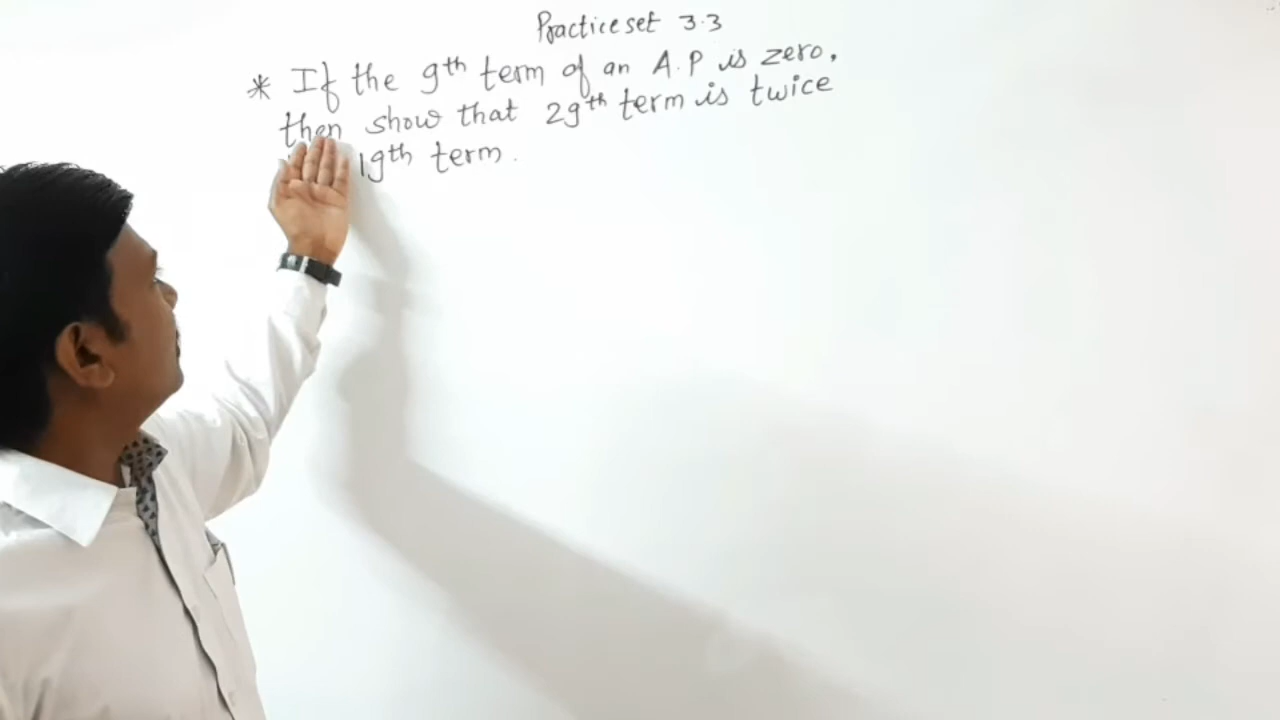 Practice set 3.3
* If the 9th term of an A.P is zero,
then show that 29th term is twice
19th term.